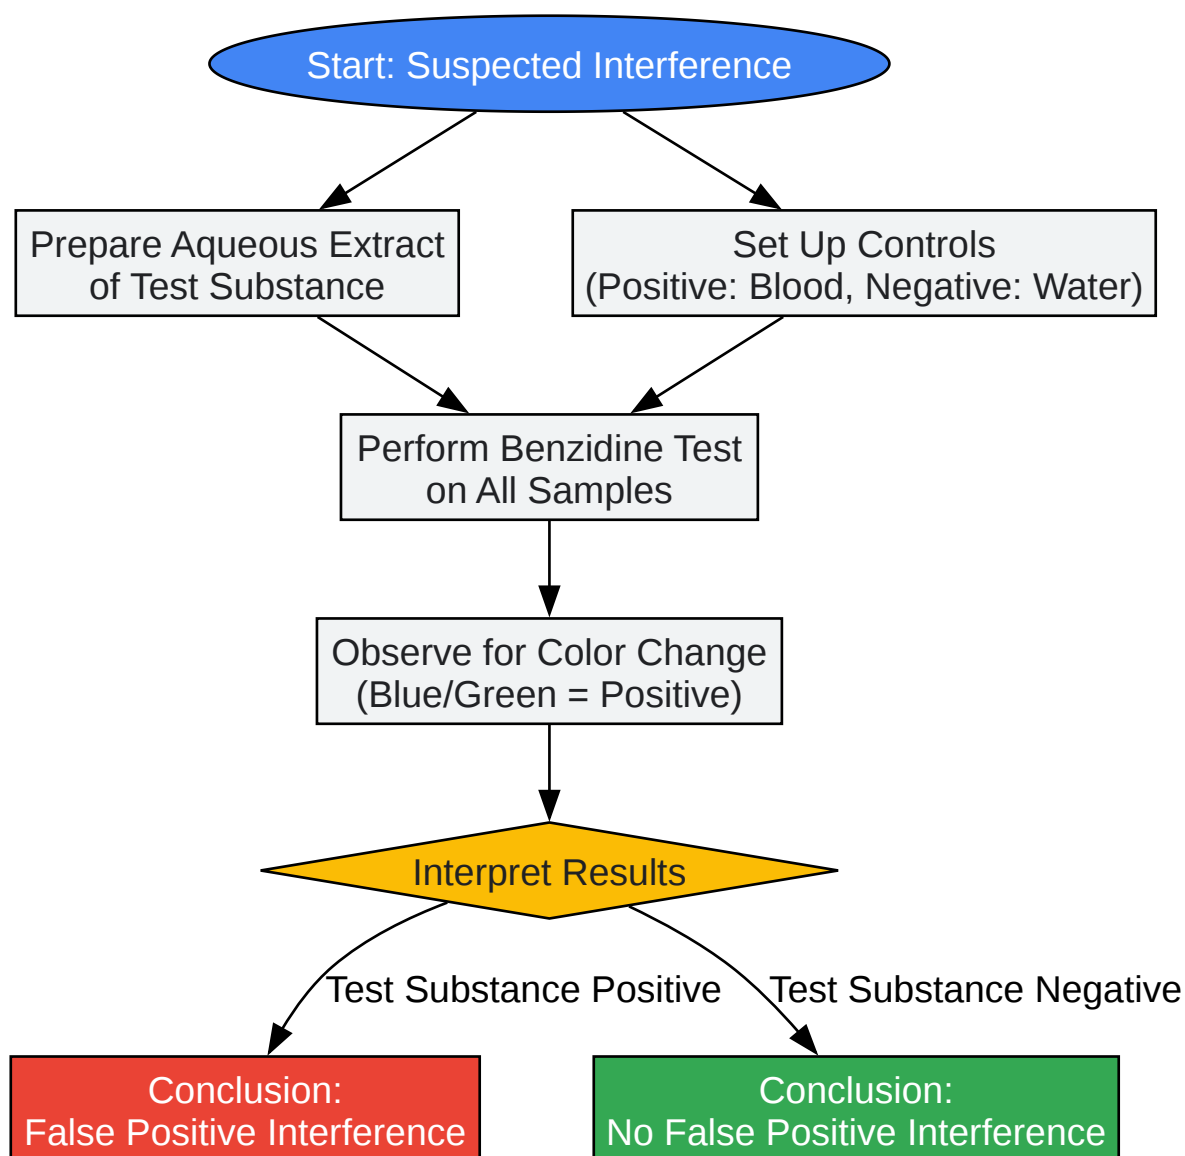 Start: Suspected Interference
Prepare Aqueous Extract
of Test Substance
Set Up Controls
(Positive: Blood, Negative: Water)
Perform Benzidine Test
on All Samples
Observe for Color Change
(Blue/Green = Positive)
Interpret Results
Test Substance Positive
Test Substance Negative
Conclusion:
False Positive Interference
Conclusion:
No False Positive Interference